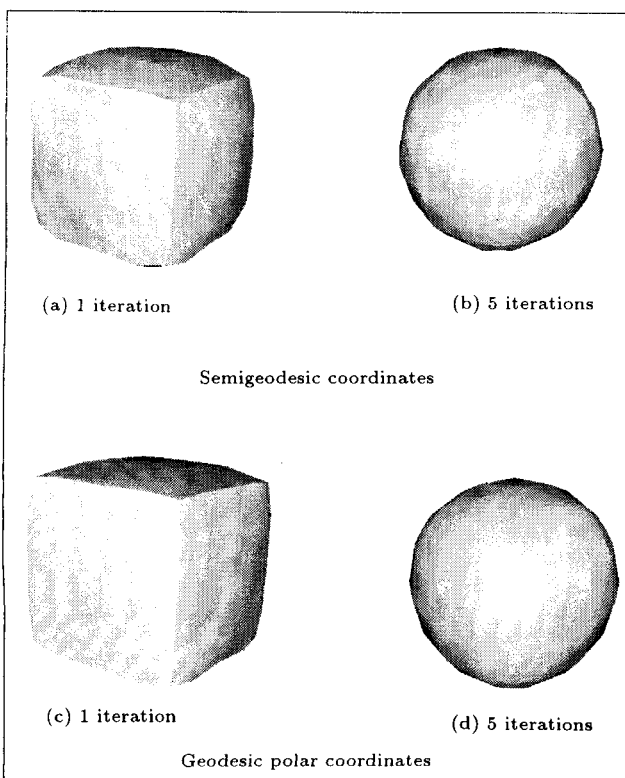 (a) 1 iteration
(b) 5 iterations
Semigeodesic coordinates
(c) 1 iteration
(d) 5 iterations
Geodesic polar coordinates